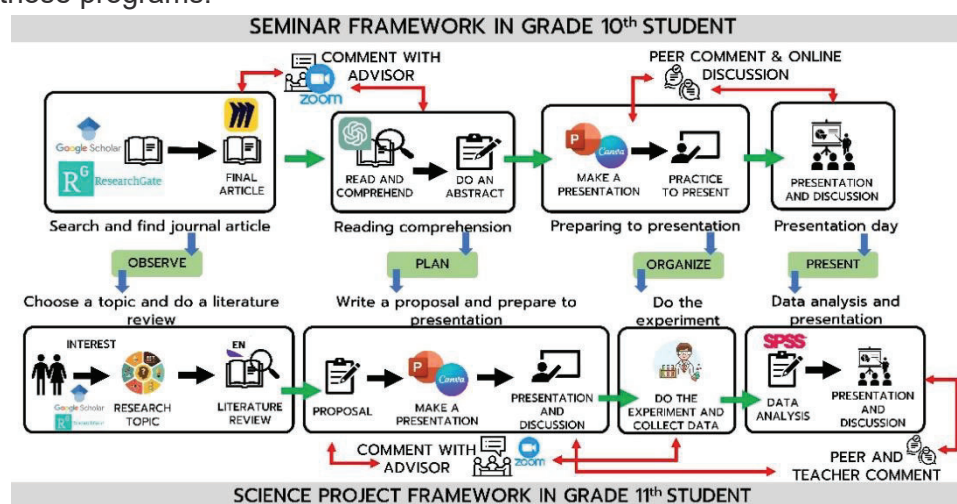 these programs.
SEMINAR FRAMEWORK IN GRADE 10th STUDENT
COMMENT WITH
ADVISOR
zoom
PEER COMMENT & ONLINE
DISCUSSION
Google Scholar
RG ResearchGate
FINAL
ARTICLE
READ AND
COMPREHEND
DO AN
ABSTRACT
P
Canva
MAKE A
PRESENTATION
PRACTICE
TO PRESENT
PRESENTATION
AND DISCUSSION
Search and find journal article
Reading comprehension
Preparing to presentation
Presentation day
OBSERVE
PLAN
ORGANIZE
PRESENT
Choose a topic and do a literature
review
Write a proposal and prepare to
presentation
Do the
experiment
Data analysis and
presentation
INTEREST
Google Scholar
RESEARCH
TOPIC
EN
LITERATURE
REVIEW
PROPOSAL
P
Canva
MAKE A
PRESENTATION
PRESENTATION
AND
DISCUSSION
DO THE
EXPERIMENT AND
COLLECT DATA
SPSS
DATA
ANALYSIS
PRESENTATION
AND
DISCUSSION
COMMENT WITH
ADVISOR
zoom
PEER AND
TEACHER COMMENT
SCIENCE PROJECT FRAMEWORK IN GRADE 11th STUDENT